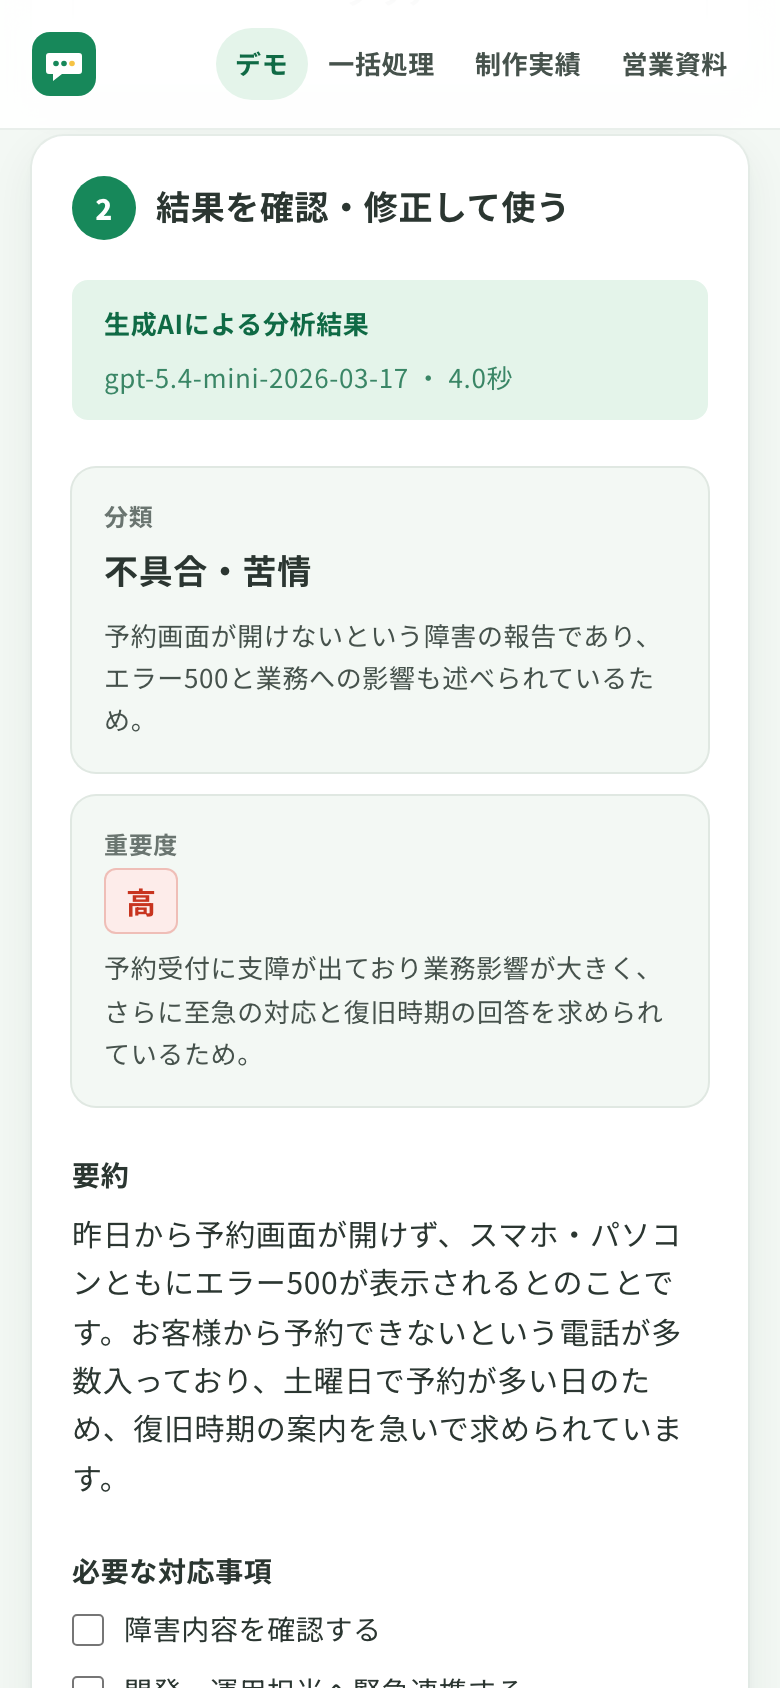 デモ
一括処理
制作実績
営業資料
2
結果を確認・修正して使う
生成AIによる分析結果
gpt-5.4-mini-2026-03-17 ・ 4.0秒
分類
不具合・苦情
予約画面が開けないという障害の報告であり、
エラー500と業務への影響も述べられているた
め。
重要度
高
予約受付に支障が出ており業務影響が大きく、
さらに至急の対応と復旧時期の回答を求められ
ているため。
要約
昨日から予約画面が開けず、スマホ・パソコ
ンともにエラー500が表示されるとのことで
す。お客様から予約できないという電話が多
数入っており、土曜日で予約が多い日のた
め、復旧時期の案内を急いで求められていま
す。
必要な対応事項
障害内容を確認する